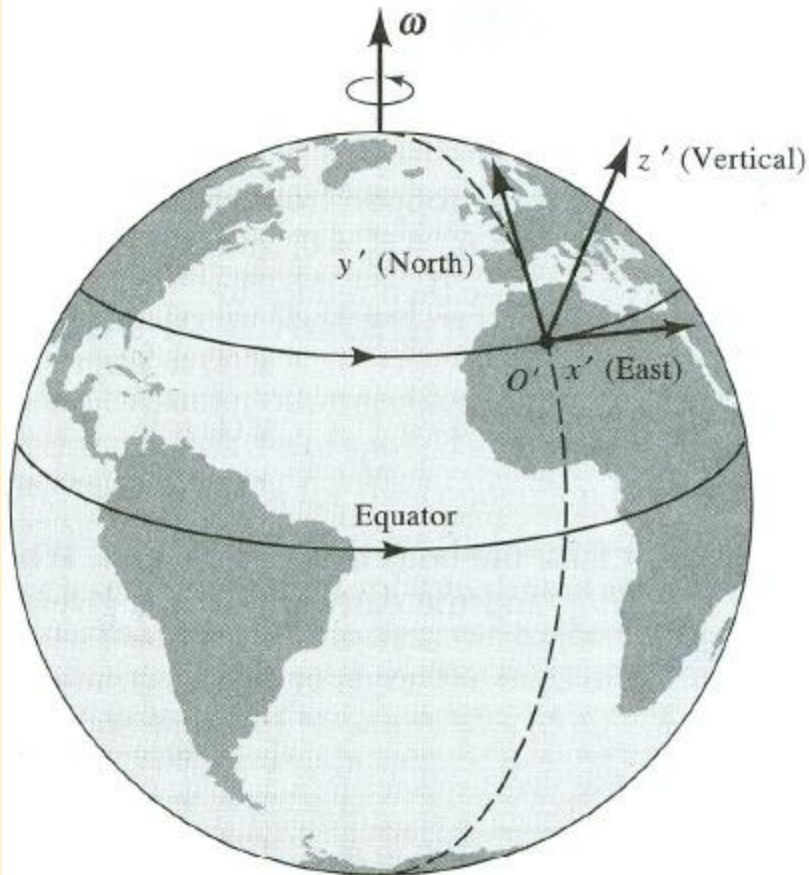 ω
z ′ (Vertical)
y ′ (North)
O′ x′ (East)
Equator